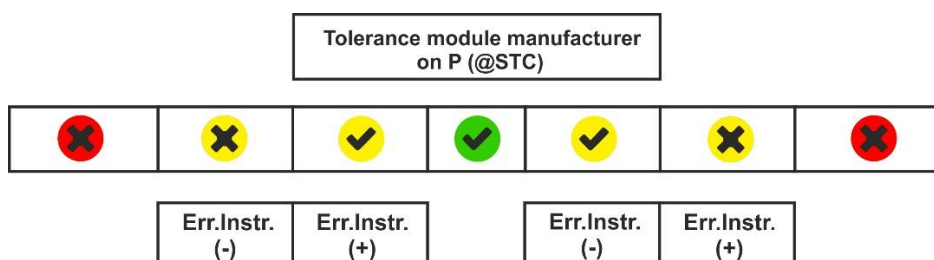 Tolerance module manufacturer
on P (@STC)
Err.Instr.
(-)
Err.Instr.
(+)
Err.Instr.
(-)
Err.Instr.
(+)